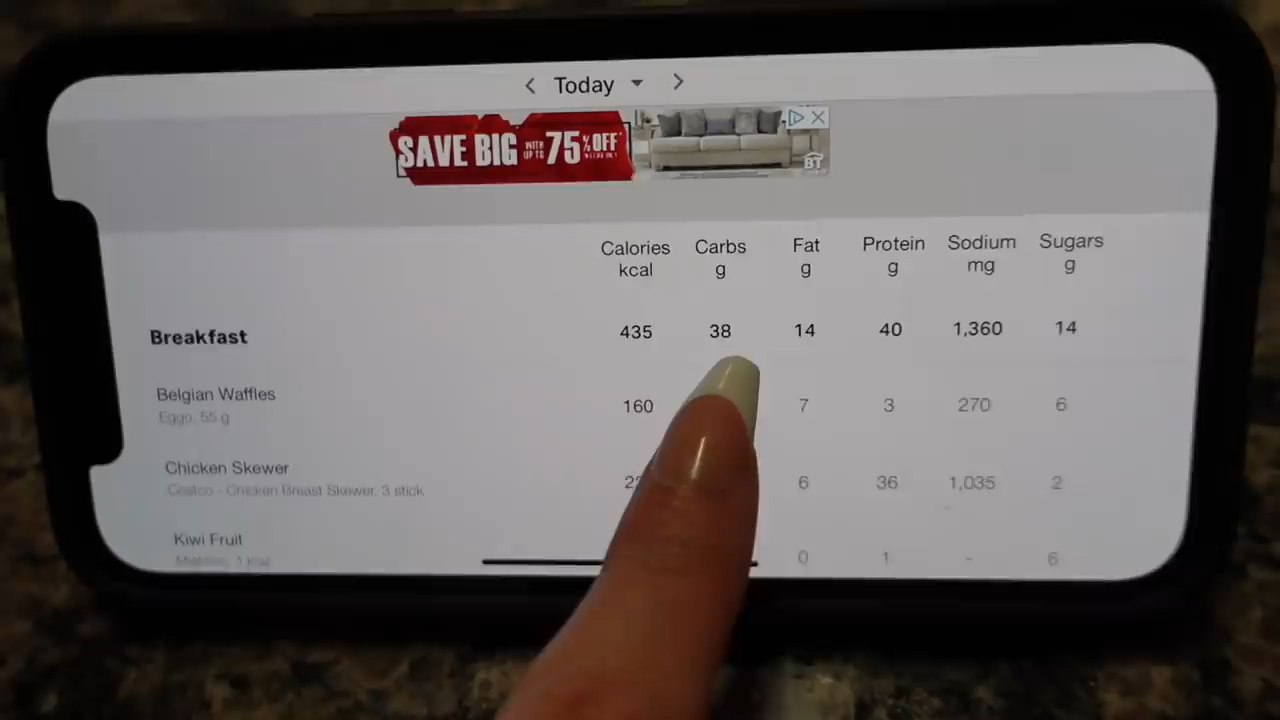 < Today >
SAVE BIG WITH UP TO 75% OFF*
BT
Calories Carbs Fat Protein Sodium Sugars
kcal g g g mg g
Breakfast 435 38 14 40 1,360 14
Belgian Waffles 160 7 3 270 6
Eggo, 55 g
Chicken Skewer 6 36 1,035 2
Costco - Chicken Breast Skewer, 3 stick
Kiwi Fruit 0 1 - 6